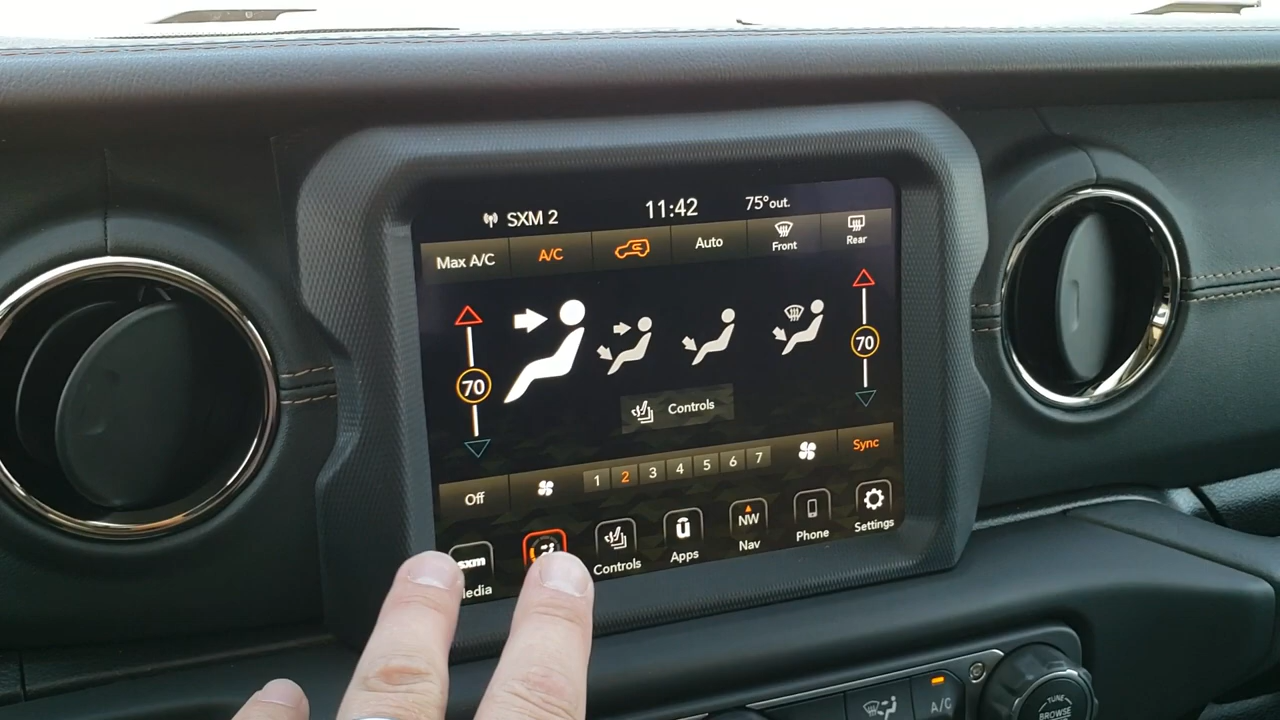 SXM 2
11:42
75°out.
Max A/C
A/C
Auto
Front
Rear
70
70
Controls
Off
1 2 3 4 5 6 7
Sync
sxm
NW
Controls
Apps
Nav
Phone
Settings
A/C
TUNE
BROWSE